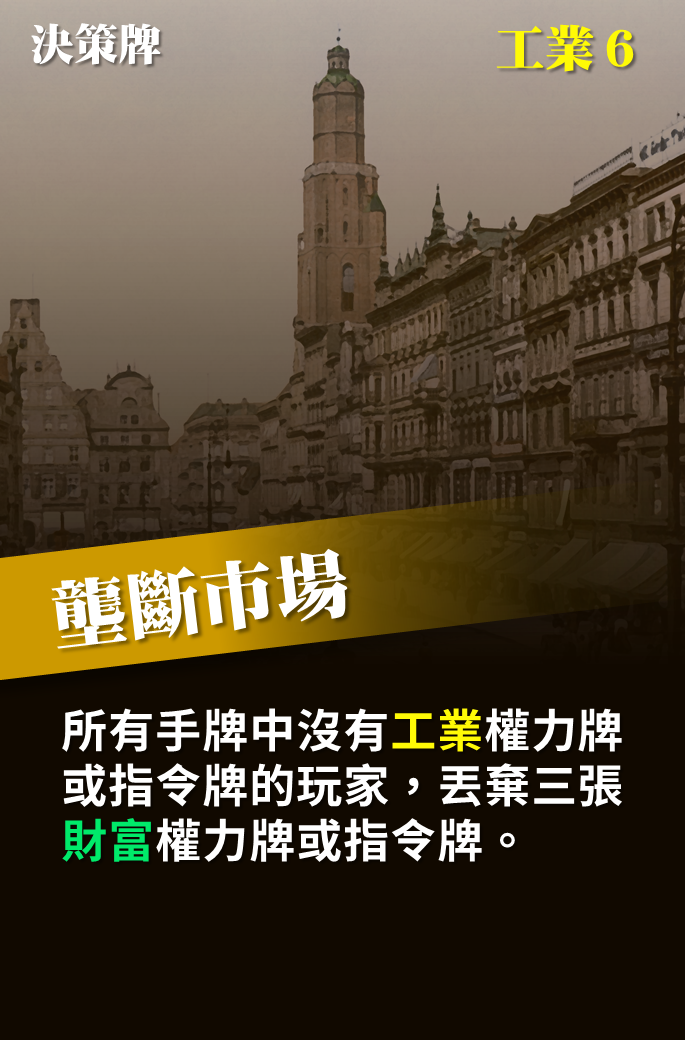 決策牌
工業 6
壟斷市場
所有手牌中沒有工業權力牌
或指令牌的玩家，丟棄三張
財富權力牌或指令牌。